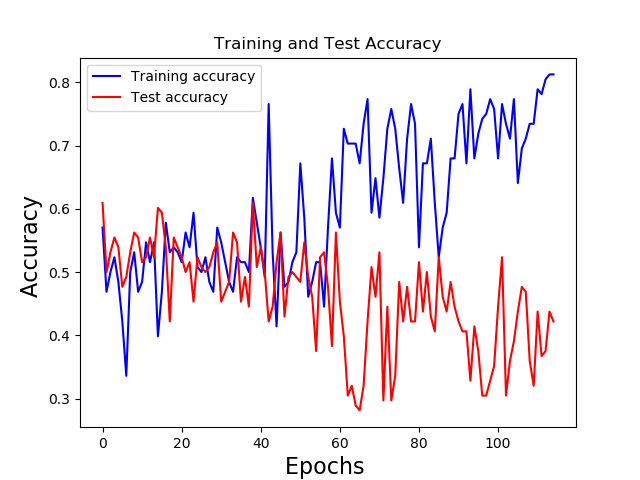 Training and Test Accuracy
Training accuracy
Test accuracy
Accuracy
0.8
0.7
0.6
0.5
0.4
0.3
0 20 40 60 80 100
Epochs